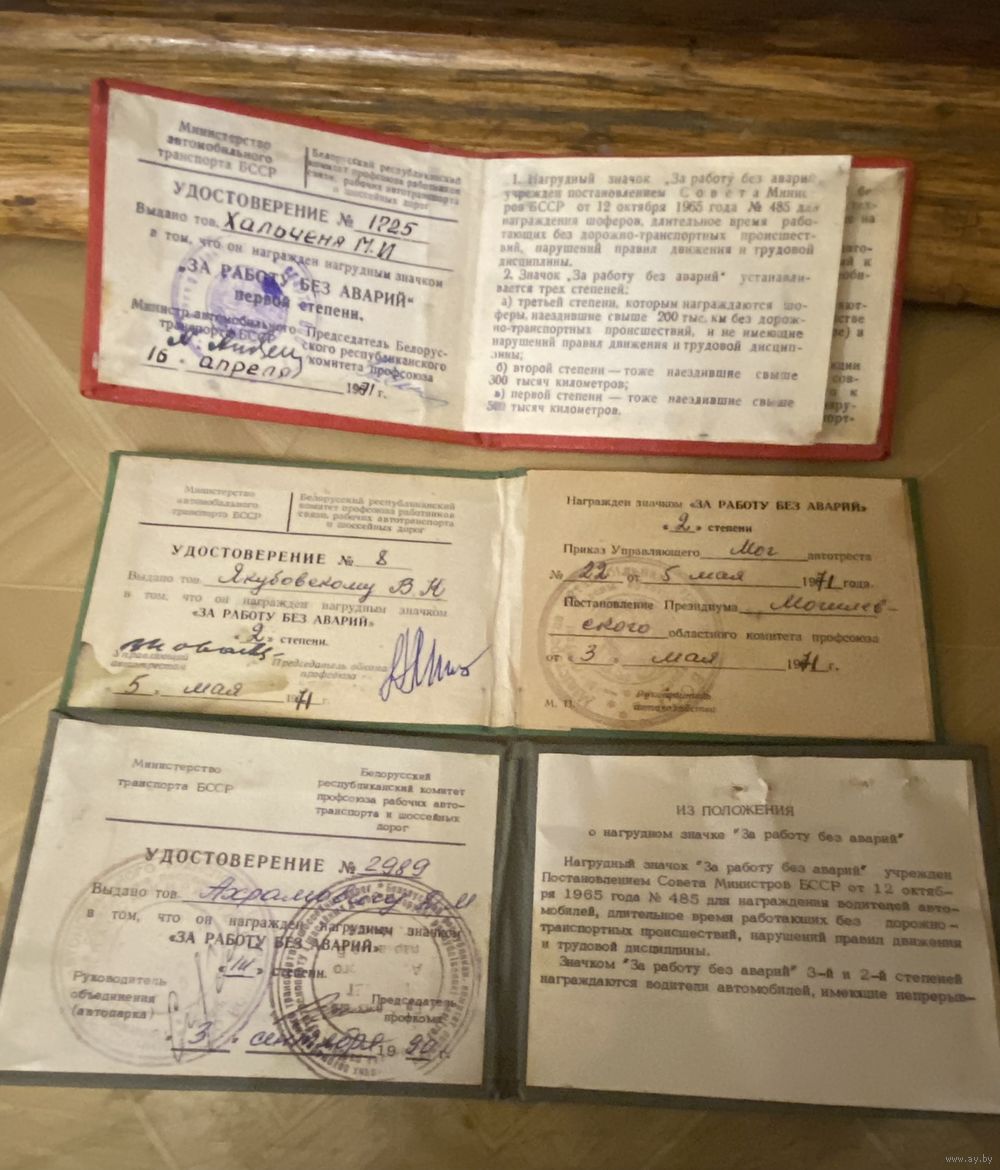 Министерство
автомобильного
транспорта БССР
Белорусский республиканский
комитет профсоюза работников
связи, рабочих автотранспорта
и шоссейных дорог
УДОСТОВЕРЕНИЕ № 1725
Выдано тов. Хальченя М.И
в том, что он награжден нагрудным значком
„ЗА РАБОТУ БЕЗ АВАРИЙ“
первой степени.
Министр автомобильного
транспорта БССР
Председатель Белорус-
ского республиканского
комитета профсоюза
16 апреля 1971 г.
1. Нагрудный значок „За работу без аварий
учрежден постановлением Совета Минис
ров БССР от 12 октября 1965 года № 485 для
награждения шоферов, длительное время рабо-
тающих без дорожно-транспортных происшест-
вий, нарушений правил движения и трудовой
дисциплины.
2. Значок „За работу без аварий“ устанавли-
вается трех степеней:
а) третьей степени, которым награждаются шо-
феры, наездившие свыше 200 тыс. км без дорож-
но-транспортных происшествий, и не имеющие
нарушений правил движения и трудовой дисцип-
лины;
б) второй степени — тоже наездившие свыше
300 тысяч километров;
в) первой степени — тоже наездившие свыше
500 тысяч километров.
Министерство
автомобильного
транспорта БССР
Белорусский республиканский
комитет профсоюза работников
связи, рабочих автотранспорта
и шоссейных дорог
УДОСТОВЕРЕНИЕ № 8
Выдано тов. Якубовскому В Н
в том, что он награжден нагрудным значком
«ЗА РАБОТУ БЕЗ АВАРИЙ»
«2» степени.
Управляющий
автотрестом
Председатель обкома
профсоюза
5 мая 1971 г.
Награжден значком «ЗА РАБОТУ БЕЗ АВАРИЙ»
«2» степени
Приказ Управляющего Мог автотреста
№ 22 от 5 мая 1971 года.
Постановление Президиума Могилев-
ского областного комитета профсоюза
от «3» мая 1971 г.
М. П.
Руководитель
автохозяйства
Министерство
транспорта БССР
Белорусский
республиканский комитет
профсоюза рабочих авто-
транспорта и шоссейных
дорог
УДОСТОВЕРЕНИЕ № 2989
Выдано тов.
в том, что он награжден нагрудным значком
«ЗА РАБОТУ БЕЗ АВАРИЙ»
«III» степени.
Руководитель
объединения
(автопарка)
Председатель
профкома
«3» сентября 1990 г.
ИЗ ПОЛОЖЕНИЯ
о нагрудном значке "За работу без аварий"
Нагрудный значок "За работу без аварий" учрежден
Постановлением Совета Министров БССР от 12 октяб-
ря 1965 года № 485 для награждения водителей авто-
мобилей, длительное время работающих без дорожно-
транспортных происшествий, нарушений правил движения
и трудовой дисциплины.
Значком "За работу без аварий" 3-й и 2-й степеней
награждаются водители автомобилей, имеющие непрерыв-
www.ay.by